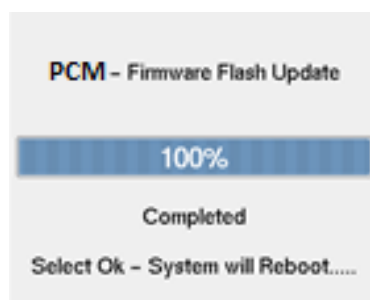 PCM – Firmware Flash Update
100%
Completed
Select Ok – System will Reboot.....